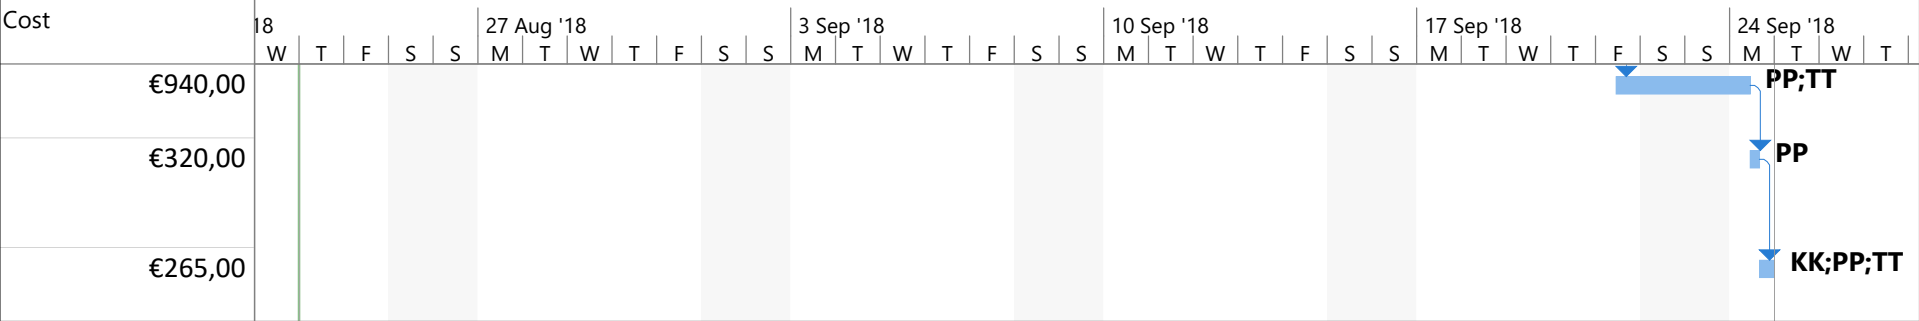 Cost
18 27 Aug '18 3 Sep '18 10 Sep '18 17 Sep '18 24 Sep '18
W T F S S M T W T F S S M T W T F S S M T W T F S S M T W T F S S M T W T
€940,00 PP;TT
€320,00 PP
€265,00 KK;PP;TT